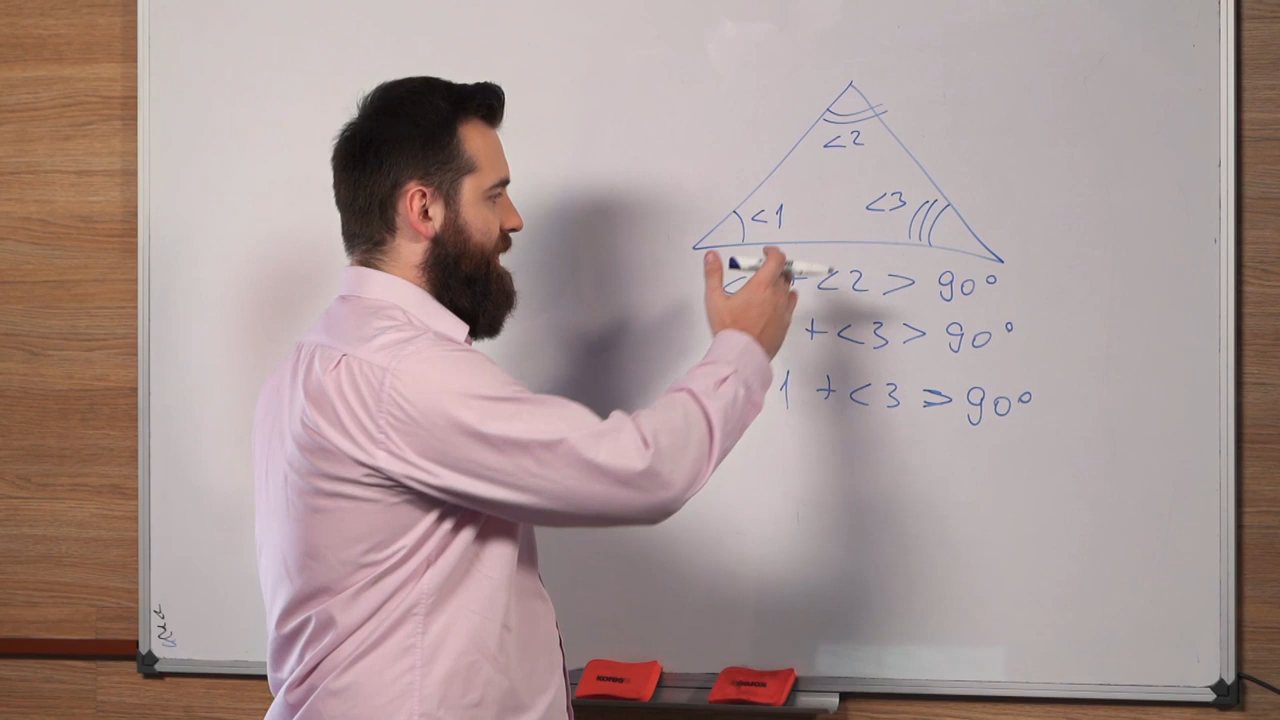 <2
<1 <3
+ <2 > 90°
+ <3 > 90°
1 + <3 > 90°